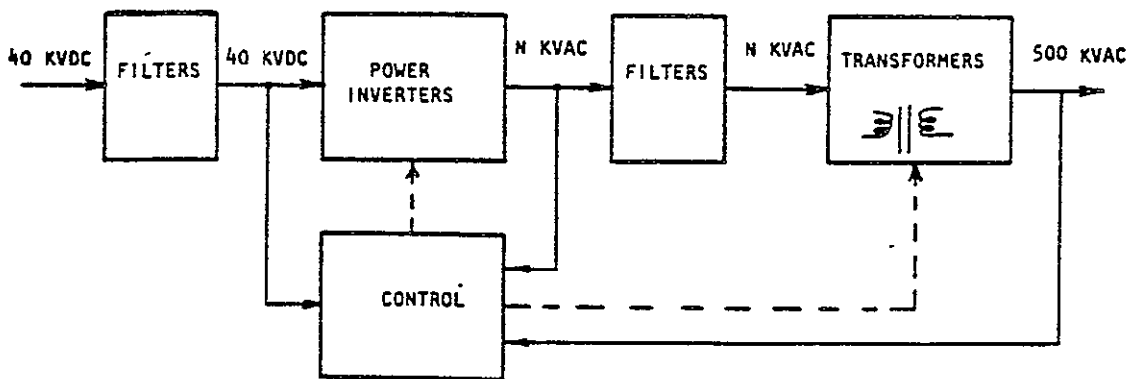 40 KVDC
FILTERS
40 KVDC
POWER
INVERTERS
N KVAC
FILTERS
N KVAC
TRANSFORMERS
500 KVAC
CONTROL